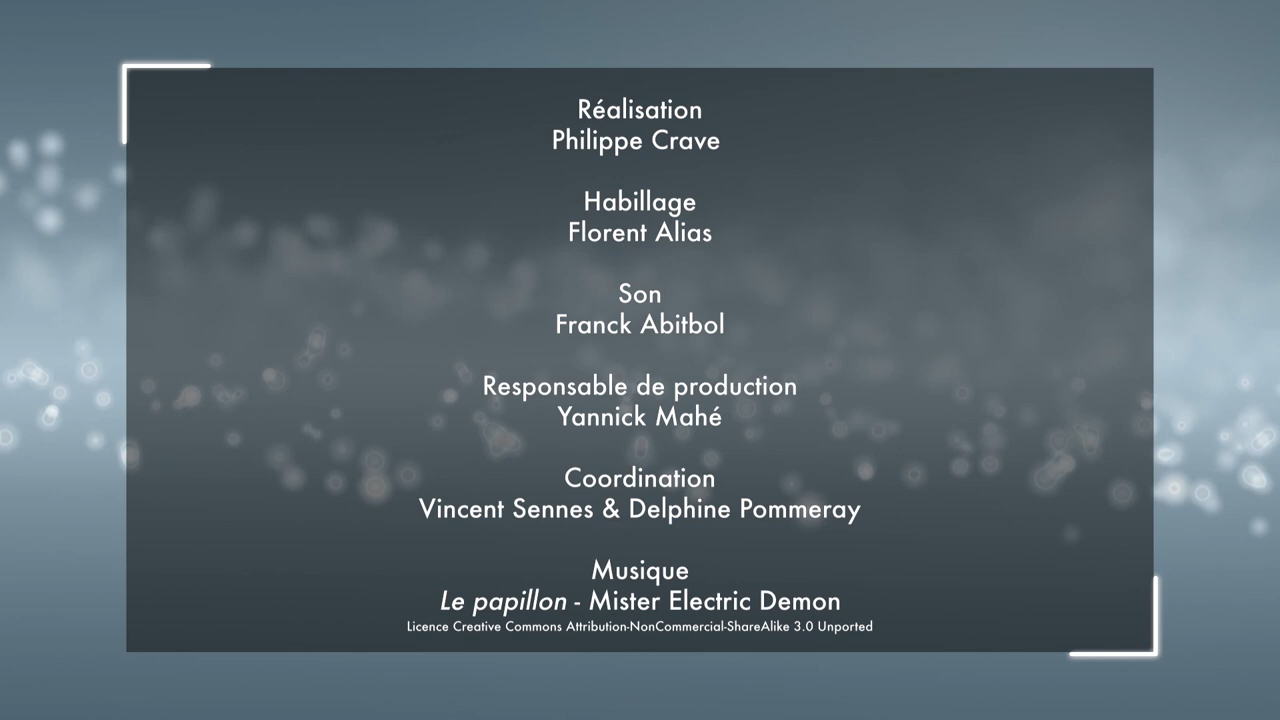 Réalisation
Philippe Crave
Habillage
Florent Alias
Son
Franck Abitbol
Responsable de production
Yannick Mahé
Coordination
Vincent Sennes & Delphine Pommeray
Musique
Le papillon - Mister Electric Demon
Licence Creative Commons Attribution-NonCommercial-ShareAlike 3.0 Unported